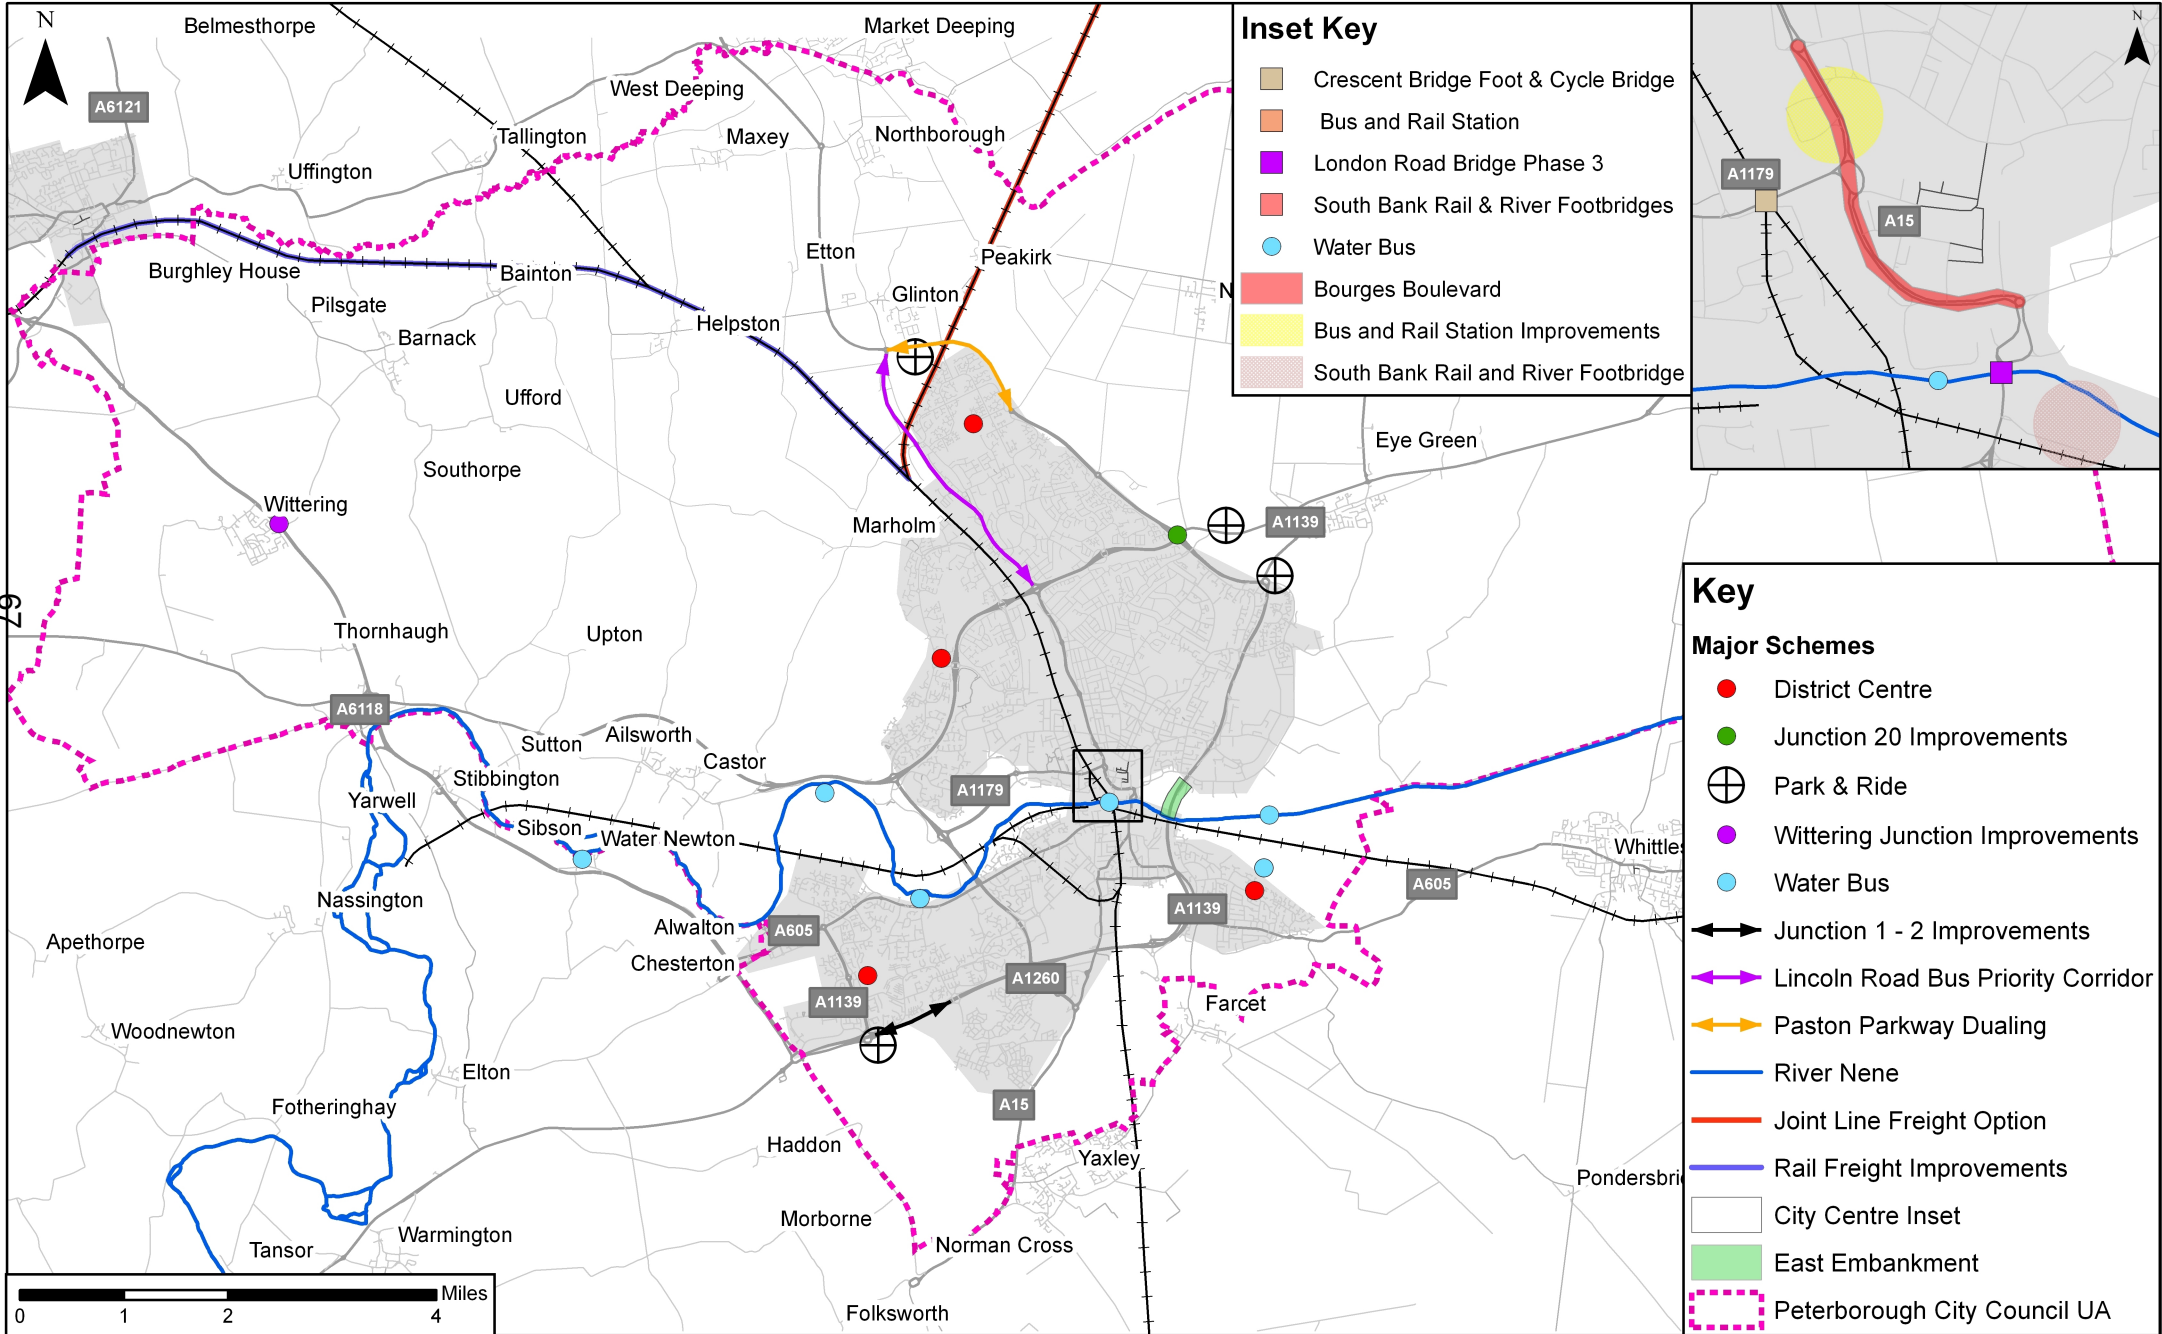 N
Belmesthorpe
Market Deeping
A6121
West Deeping
Tallington
Maxey
Northborough
Uffington
Etton
Peakirk
Burghley House
Bainton
Pilsgate
Glinton
N
Barnack
Helpston
Ufford
Southorpe
Eye Green
Wittering
Marholm
A1139
67
Thornhaugh
Upton
A6118
Sutton
Ailsworth
Castor
Stibbington
Yarwell
A1179
Sibson
Water Newton
Whittles
Nassington
A605
A1139
Alwalton
A605
Apethorpe
Chesterton
A1260
A1139
Farcet
Woodnewton
Elton
Fotheringhay
A15
Haddon
Yaxley
Pondersbri
Morborne
Warmington
Norman Cross
Tansor
Folksworth
Miles
0 1 2 4
Inset Key
Crescent Bridge Foot & Cycle Bridge
Bus and Rail Station
London Road Bridge Phase 3
South Bank Rail & River Footbridges
Water Bus
Bourges Boulevard
Bus and Rail Station Improvements
South Bank Rail and River Footbridge
N
A1179
A15
Key
Major Schemes
District Centre
Junction 20 Improvements
Park & Ride
Wittering Junction Improvements
Water Bus
Junction 1 - 2 Improvements
Lincoln Road Bus Priority Corridor
Paston Parkway Dualing
River Nene
Joint Line Freight Option
Rail Freight Improvements
City Centre Inset
East Embankment
Peterborough City Council UA